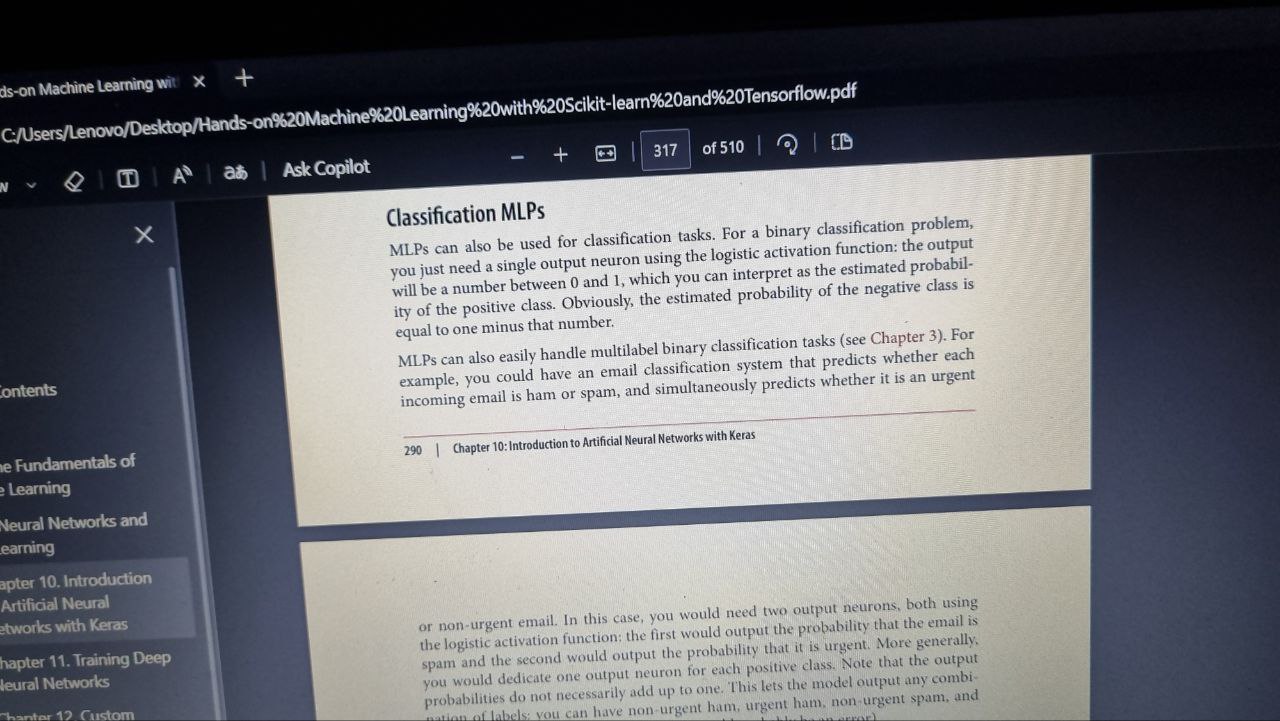 ds-on Machine Learning wit
C:/Users/Lenovo/Desktop/Hands-on%20Machine%20Learning%20with%20Scikit-learn%20and%20Tensorflow.pdf
Ask Copilot
317 of 510
Classification MLPs
MLPs can also be used for classification tasks. For a binary classification problem,
you just need a single output neuron using the logistic activation function: the output
will be a number between 0 and 1, which you can interpret as the estimated probabil-
ity of the positive class. Obviously, the estimated probability of the negative class is
equal to one minus that number.
MLPs can also easily handle multilabel binary classification tasks (see Chapter 3). For
example, you could have an email classification system that predicts whether each
incoming email is ham or spam, and simultaneously predicts whether it is an urgent
290 | Chapter 10: Introduction to Artificial Neural Networks with Keras
or non-urgent email. In this case, you would need two output neurons, both using
the logistic activation function: the first would output the probability that the email is
spam and the second would output the probability that it is urgent. More generally,
you would dedicate one output neuron for each positive class. Note that the output
probabilities do not necessarily add up to one. This lets the model output any combi-
nation of labels: you can have non-urgent ham, urgent ham, non-urgent spam, and
ontents
e Fundamentals of
e Learning
Neural Networks and
earning
apter 10. Introduction
Artificial Neural
etworks with Keras
hapter 11. Training Deep
Neural Networks
Chapter 12. Custom